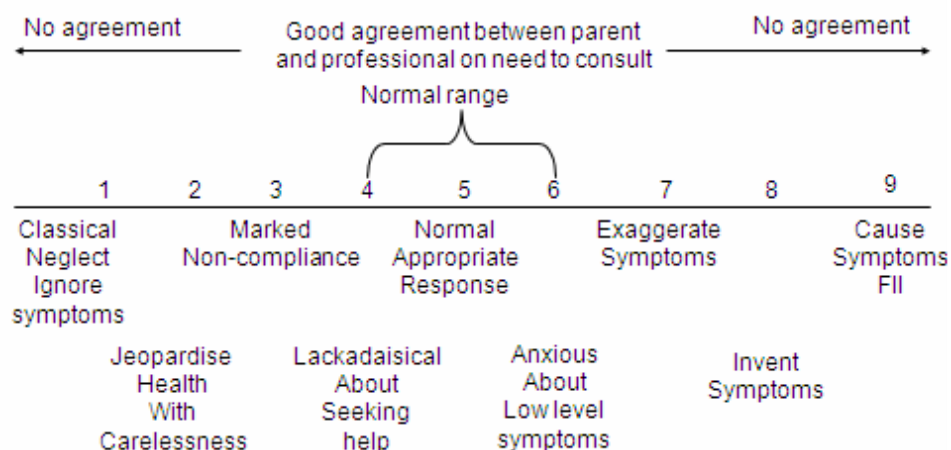 No agreement
Good agreement between parent
and professional on need to consult
No agreement
Normal range
1 2 3 4 5 6 7 8 9
Classical
Neglect
Ignore
symptoms
Marked
Non-compliance
Normal
Appropriate
Response
Exaggerate
Symptoms
Cause
Symptoms
FII
Jeopardise
Health
With
Carelessness
Lackadaisical
About
Seeking
help
Anxious
About
Low level
symptoms
Invent
Symptoms